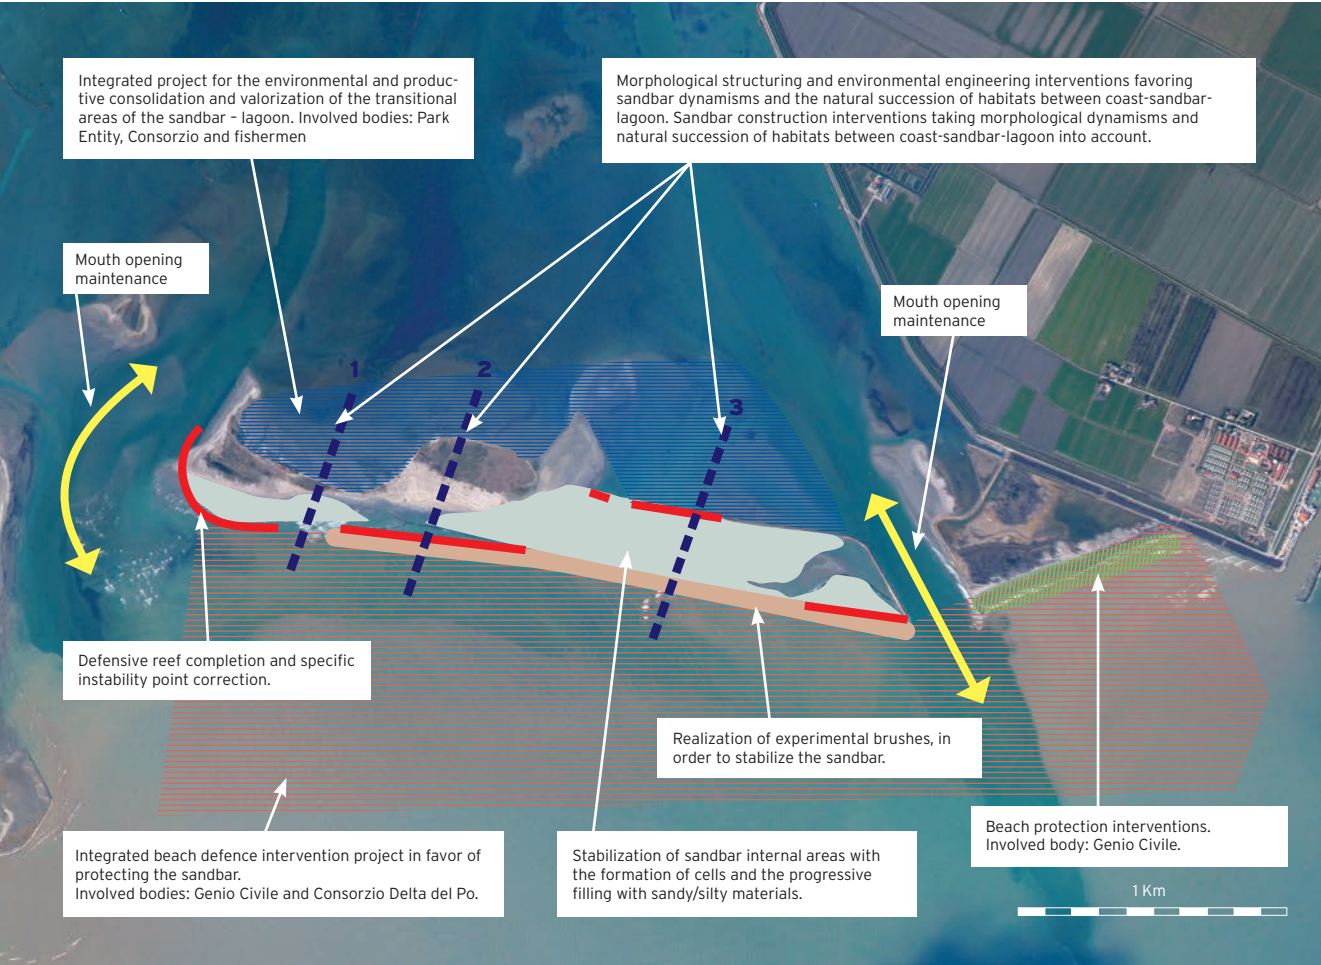 Integrated project for the environmental and produc-
tive consolidation and valorization of the transitional
areas of the sandbar – lagoon. Involved bodies: Park
Entity, Consorzio and fishermen
Morphological structuring and environmental engineering interventions favoring
sandbar dynamisms and the natural succession of habitats between coast-sandbar-
lagoon. Sandbar construction interventions taking morphological dynamisms and
natural succession of habitats between coast-sandbar-lagoon into account.
Mouth opening
maintenance
Mouth opening
maintenance
1
2
3
Defensive reef completion and specific
instability point correction.
Realization of experimental brushes, in
order to stabilize the sandbar.
Integrated beach defence intervention project in favor of
protecting the sandbar.
Involved bodies: Genio Civile and Consorzio Delta del Po.
Stabilization of sandbar internal areas with
the formation of cells and the progressive
filling with sandy/silty materials.
Beach protection interventions.
Involved body: Genio Civile.
1 Km